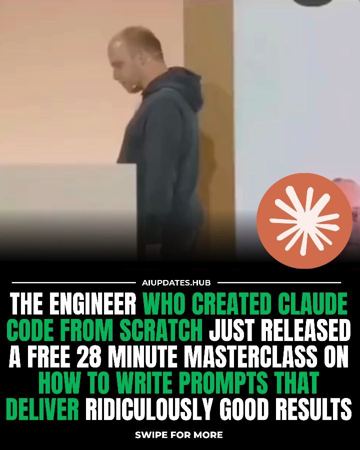 AIUPDATES.HUB
THE ENGINEER WHO CREATED CLAUDE
CODE FROM SCRATCH JUST RELEASED
A FREE 28 MINUTE MASTERCLASS ON
HOW TO WRITE PROMPTS THAT
DELIVER RIDICULOUSLY GOOD RESULTS
SWIPE FOR MORE